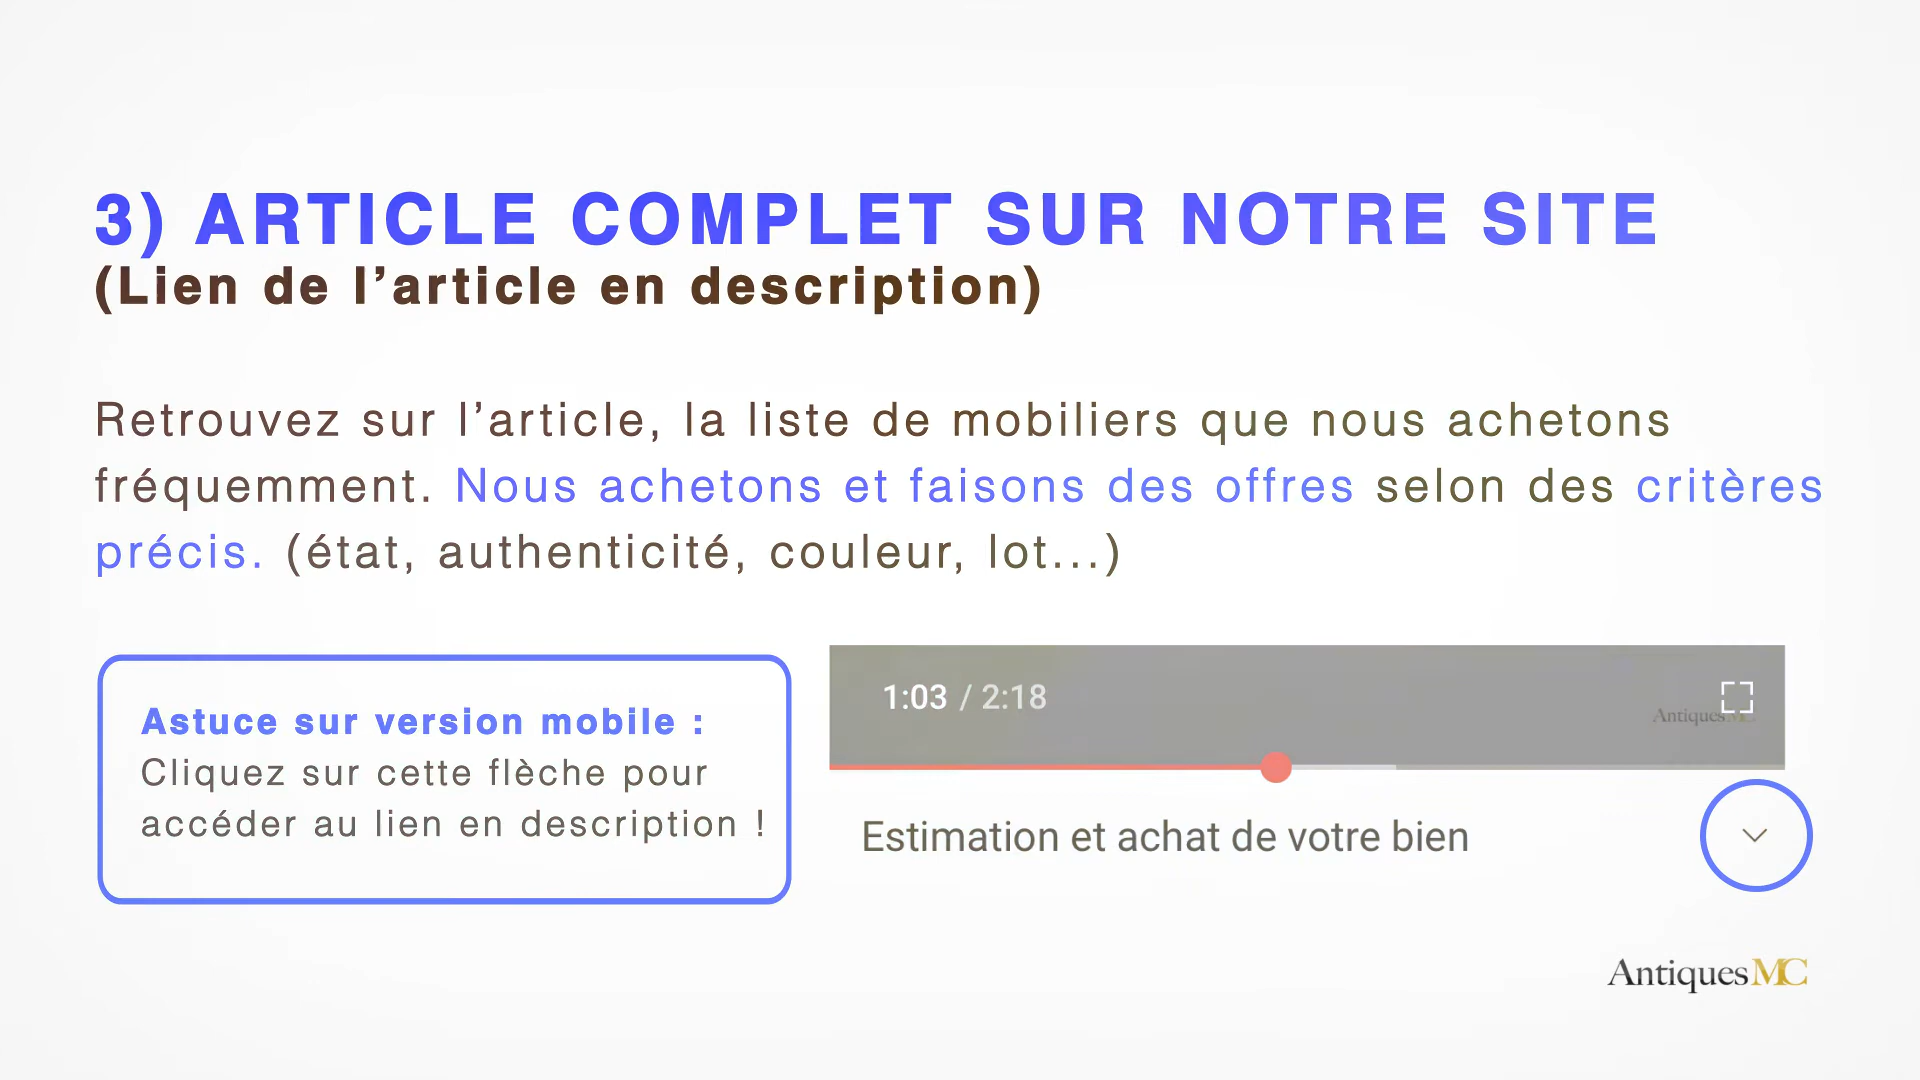 3) ARTICLE COMPLET SUR NOTRE SITE
(Lien de l’article en description)
Retrouvez sur l’article, la liste de mobiliers que nous achetons
fréquemment. Nous achetons et faisons des offres selon des critères
précis. (état, authenticité, couleur, lot...)
Astuce sur version mobile :
Cliquez sur cette flèche pour
accéder au lien en description !
1:03 / 2:18
AntiquesMC
Estimation et achat de votre bien
AntiquesMC